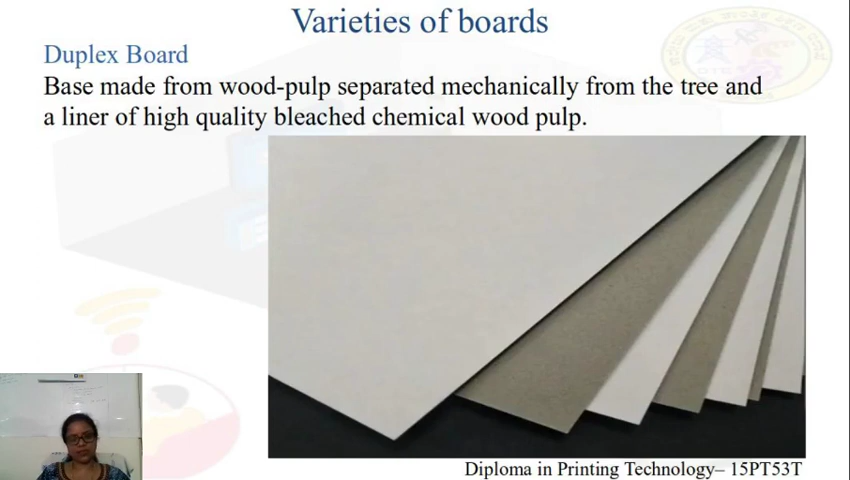 Varieties of boards
Duplex Board
Base made from wood-pulp separated mechanically from the tree and
a liner of high quality bleached chemical wood pulp.
Diploma in Printing Technology– 15PT53T